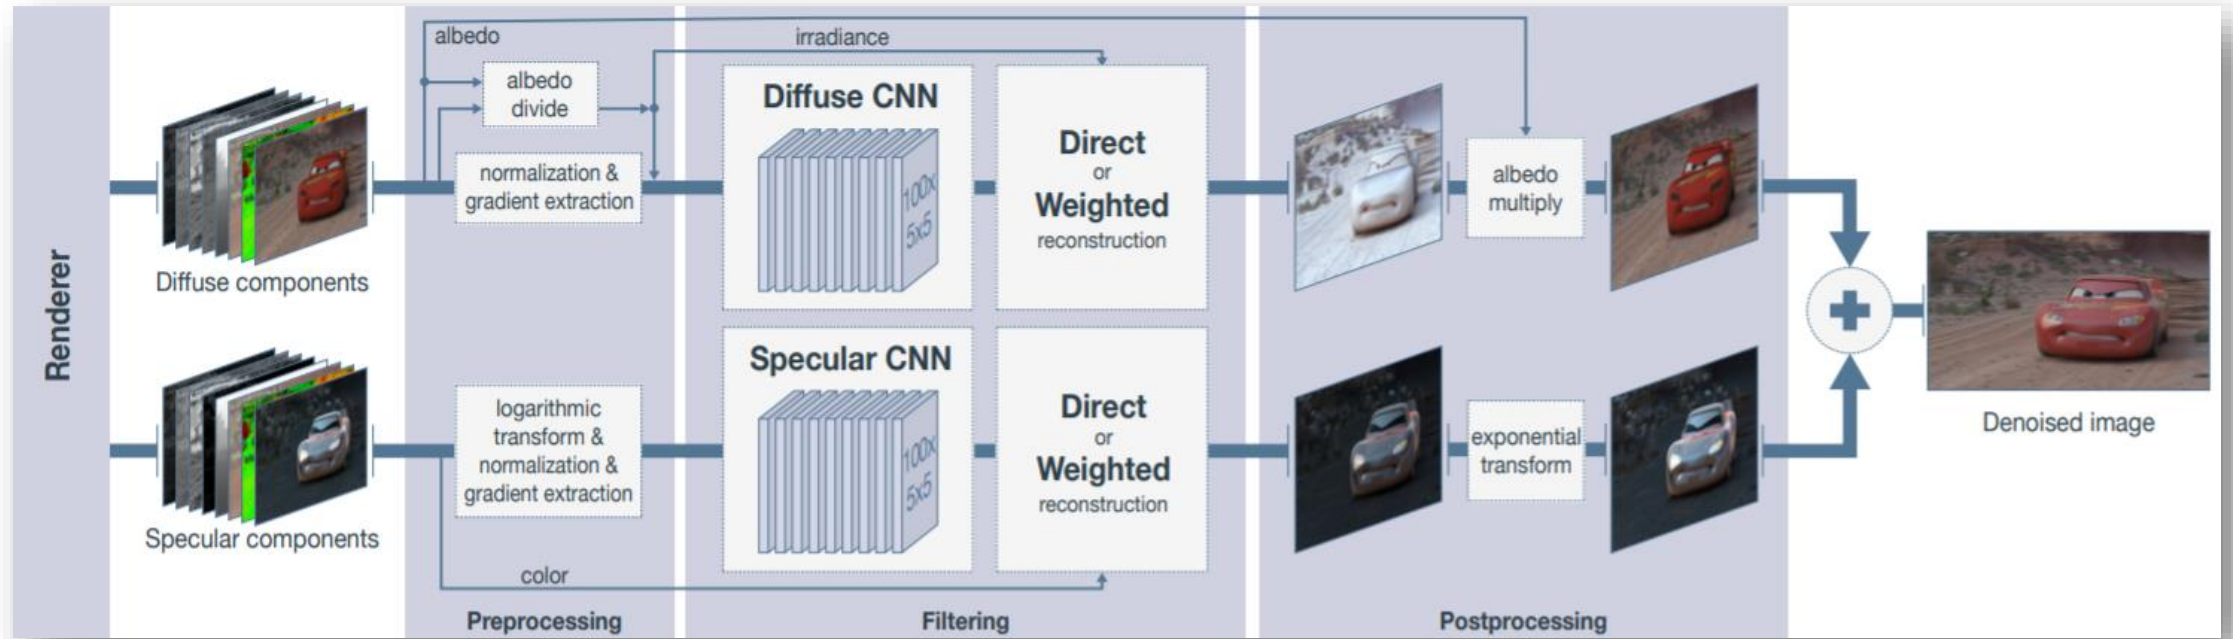 Renderer
Diffuse components
Specular components
albedo
albedo
divide
normalization &
gradient extraction
logarithmic
transform &
normalization &
gradient extraction
color
Preprocessing
irradiance
Diffuse CNN
100x
5x5
Direct
or
Weighted
reconstruction
Specular CNN
100x
5x5
Direct
or
Weighted
reconstruction
Filtering
albedo
multiply
exponential
transform
Postprocessing
Denoised image